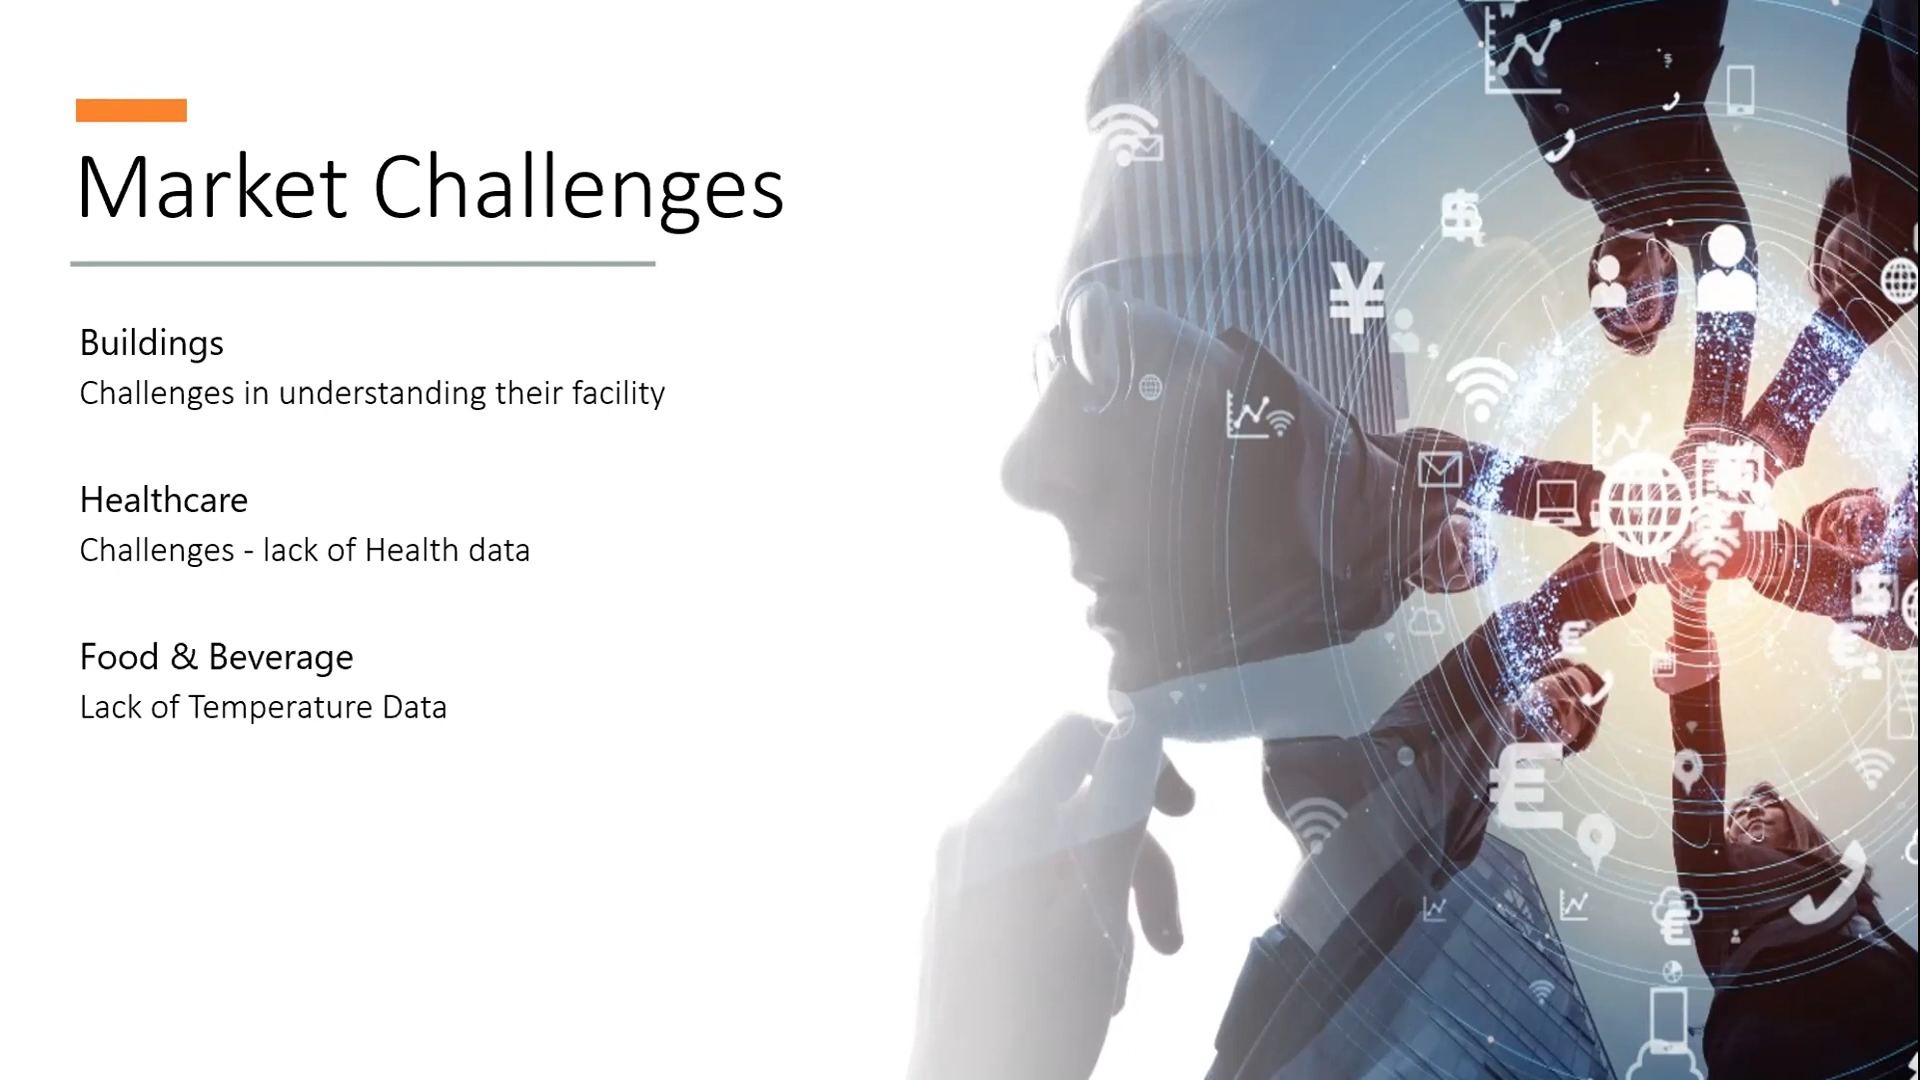 Market Challenges
Buildings
Challenges in understanding their facility
Healthcare
Challenges - lack of Health data
Food & Beverage
Lack of Temperature Data